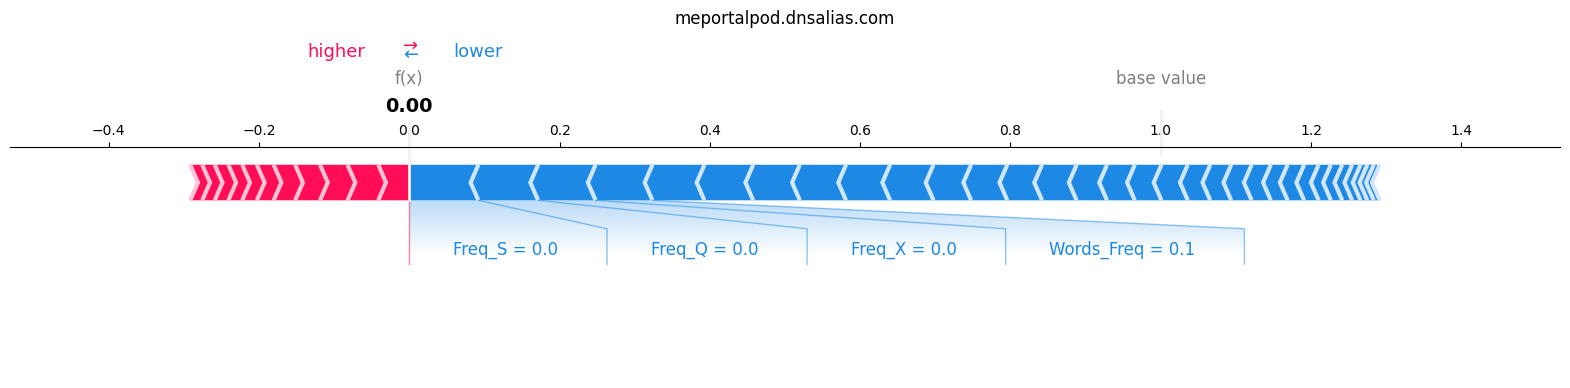 meportalpod.dnsalias.com
higher → ← lower
f(x) base value
0.00
−0.4 −0.2 0.0 0.2 0.4 0.6 0.8 1.0 1.2 1.4
Freq_S = 0.0 Freq_Q = 0.0 Freq_X = 0.0 Words_Freq = 0.1